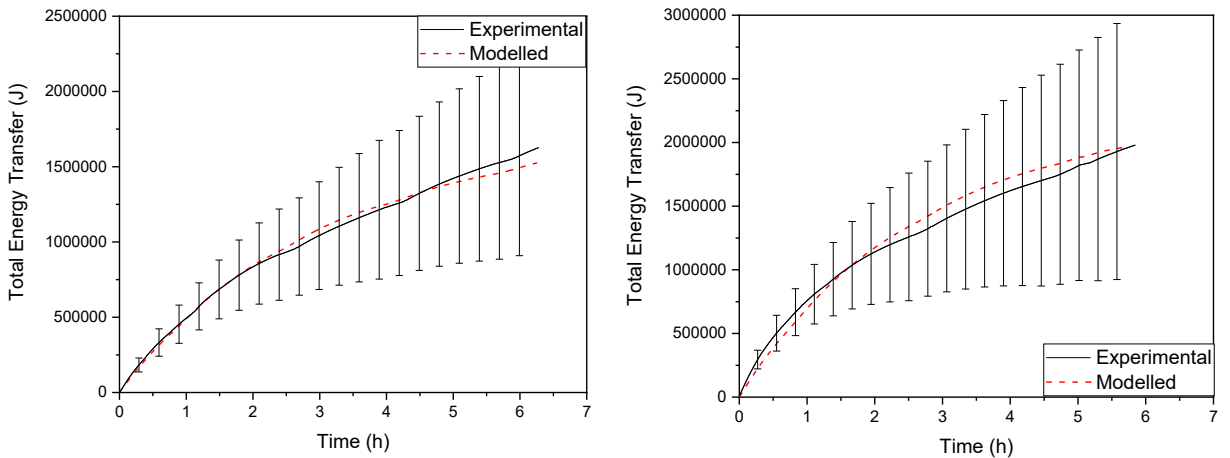 2500000
2000000
1500000
1000000
500000
0
Total Energy Transfer (J)
Experimental
Modelled
0 1 2 3 4 5 6 7
Time (h)
3000000
2500000
2000000
1500000
1000000
500000
0
Total Energy Transfer (J)
Experimental
Modelled
0 1 2 3 4 5 6 7
Time (h)